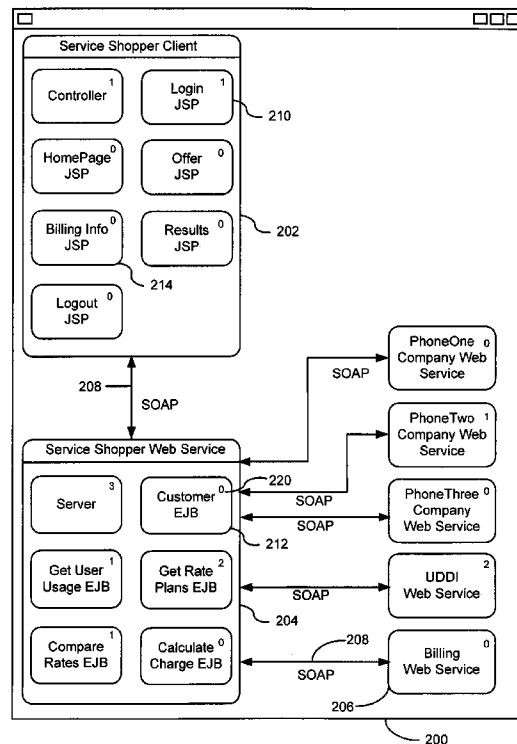 Service Shopper Client
Controller
1
Login
JSP
1
210
HomePage
JSP
0
Offer
JSP
0
202
Billing Info
JSP
0
Results
JSP
0
214
Logout
JSP
0
208
SOAP
PhoneOne
Company Web
Service
0
SOAP
PhoneTwo
Company Web
Service
1
SOAP
PhoneThree
Company
Web Service
0
SOAP
UDDI
Web Service
2
SOAP
Billing
Web Service
0
208
SOAP
206
Service Shopper Web Service
220
Server
3
Customer
EJB
0
212
Get User
Usage EJB
1
Get Rate
Plans EJB
2
204
Compare
Rates EJB
1
Calculate
Charge EJB
0
200